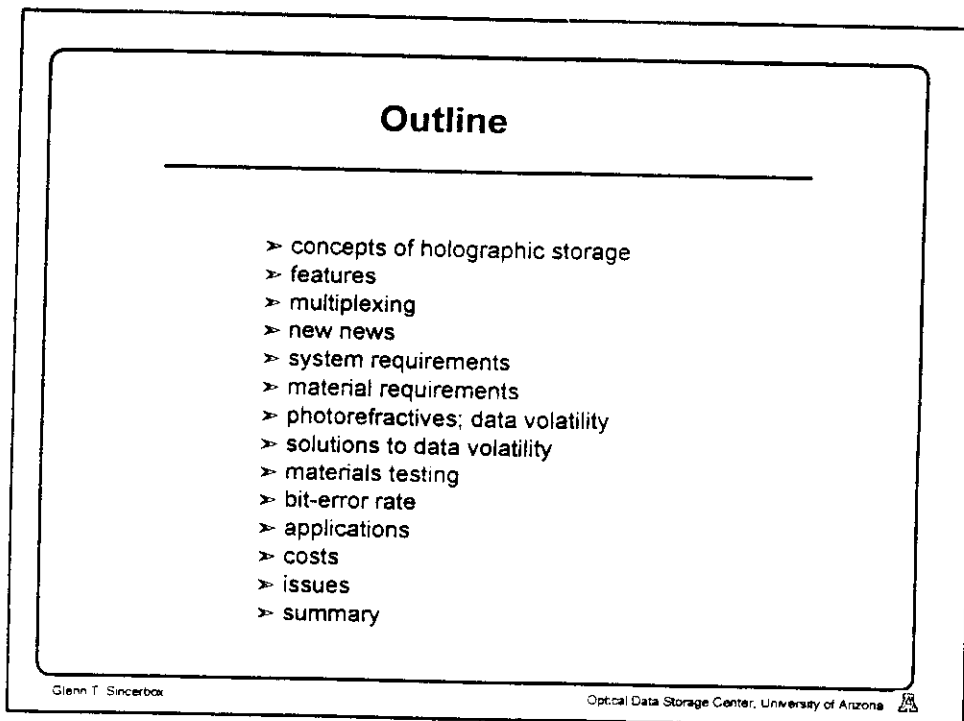 Outline
➢ concepts of holographic storage
➢ features
➢ multiplexing
➢ new news
➢ system requirements
➢ material requirements
➢ photorefractives; data volatility
➢ solutions to data volatility
➢ materials testing
➢ bit-error rate
➢ applications
➢ costs
➢ issues
➢ summary
Glenn T. Sincerbox
Optical Data Storage Center, University of Arizona